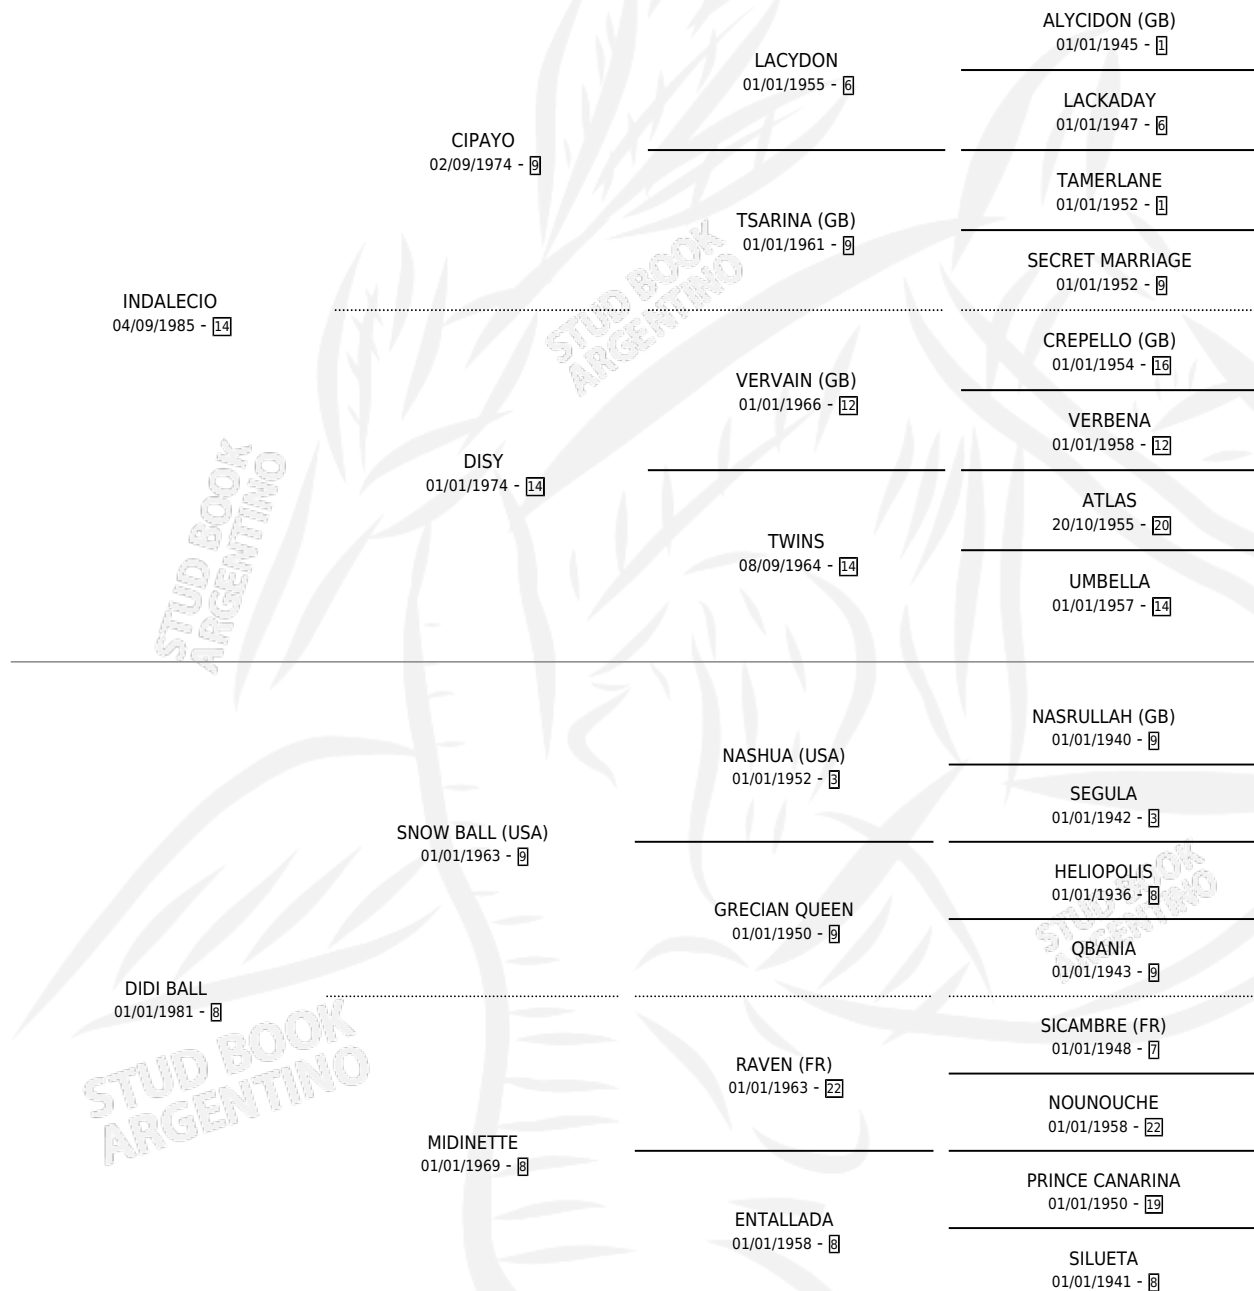 ALYCIDON (GB)
01/01/1945 - 1
LACYDON
01/01/1955 - 6
LACKADAY
01/01/1947 - 6
CIPAYO
02/09/1974 - 9
TAMERLANE
01/01/1952 - 1
TSARINA (GB)
01/01/1961 - 9
SECRET MARRIAGE
01/01/1952 - 9
INDALECIO
04/09/1985 - 14
STUD BOOK
ARGENTINO
CREPELLO (GB)
01/01/1954 - 16
VERVAIN (GB)
01/01/1966 - 12
VERBENA
01/01/1958 - 12
DISY
01/01/1974 - 14
ATLAS
20/10/1955 - 20
TWINS
08/09/1964 - 14
UMBELLA
01/01/1957 - 14
STUD BOOK
ARGENTINO
NASRULLAH (GB)
01/01/1940 - 9
NASHUA (USA)
01/01/1952 - 3
SEGULA
01/01/1942 - 3
SNOW BALL (USA)
01/01/1963 - 9
HELIOPOLIS
01/01/1936 - 8
GRECIAN QUEEN
01/01/1950 - 9
QBANIA
01/01/1943 - 9
STUD BOOK
ARGENTINO
DIDI BALL
01/01/1981 - 8
SICAMBRE (FR)
01/01/1948 - 7
RAVEN (FR)
01/01/1963 - 22
NOUNOUCHE
01/01/1958 - 22
STUD BOOK
ARGENTINO
MIDINETTE
01/01/1969 - 8
PRINCE CANARINA
01/01/1950 - 19
ENTALLADA
01/01/1958 - 8
SILUETA
01/01/1941 - 8